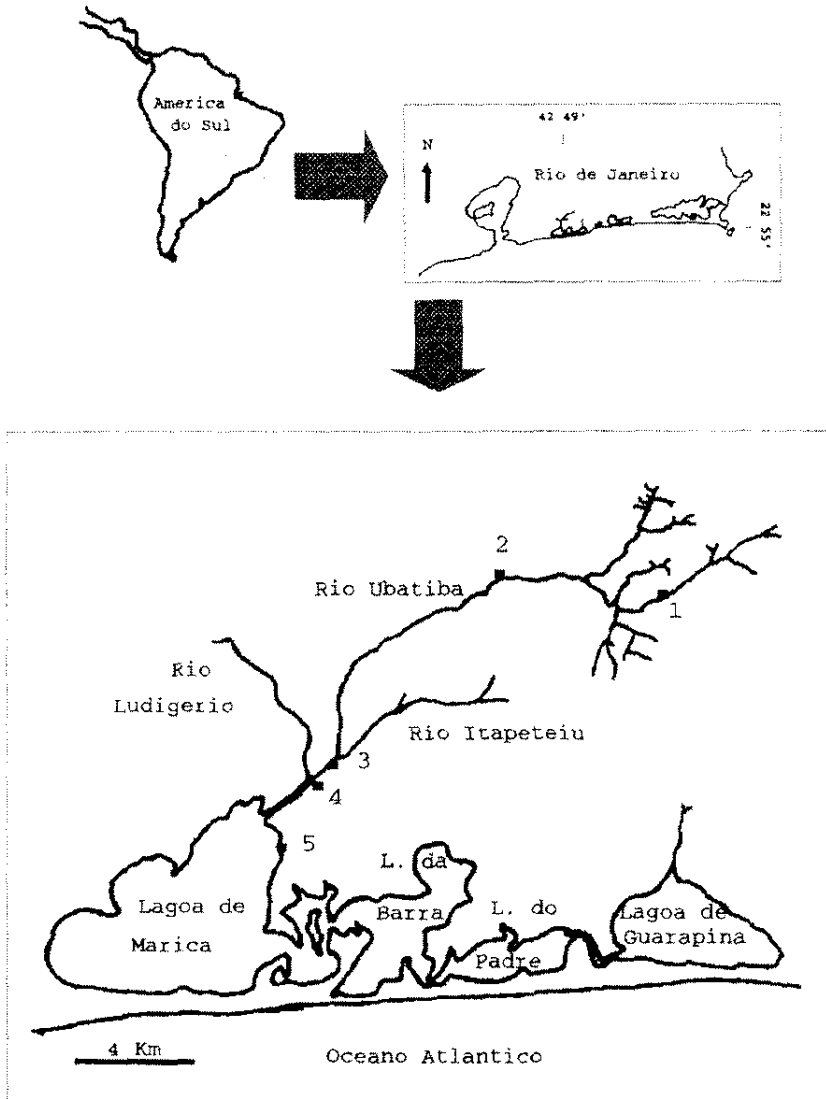 America
do Sul
42 49'
N
Rio de Janeiro
22 55'
2
Rio Ubatiba
1
Rio
Ludigerio
Rio Itapeteiu
3
4
5
L. da
Barra
Lagoa de
Marica
L. do
Padre
Lagoa de
Guarapina
4 Km
Oceano Atlantico